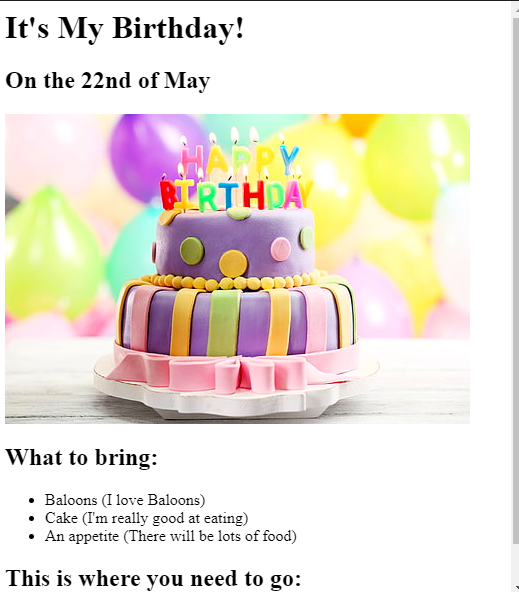 It's My Birthday!
On the 22nd of May
HAPPY
BIRTHDAY
What to bring:
Baloons (I love Baloons)
Cake (I'm really good at eating)
An appetite (There will be lots of food)
This is where you need to go: